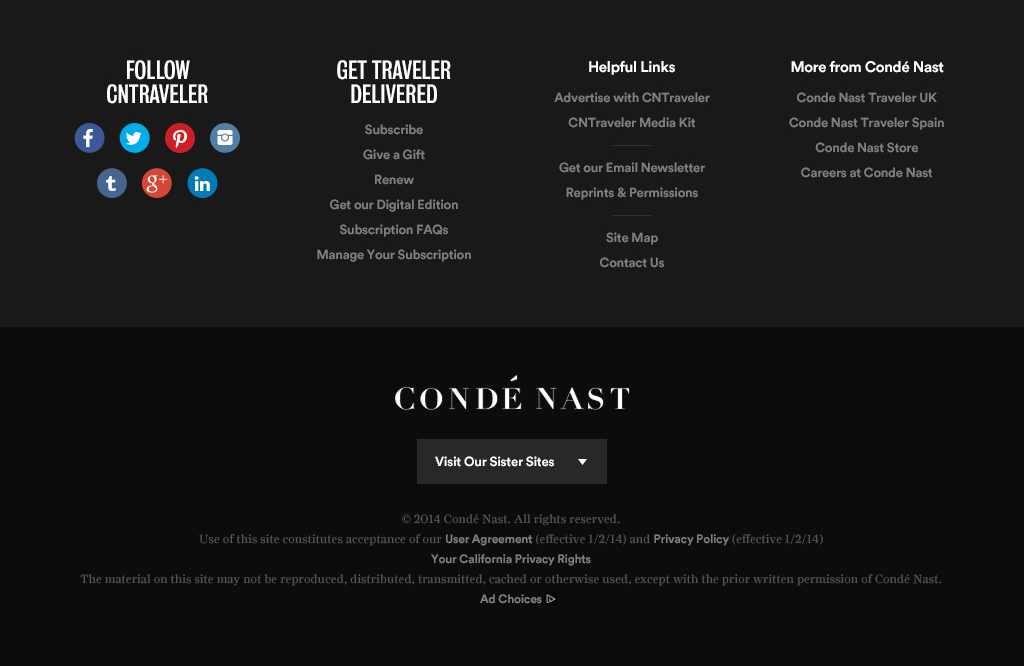 FOLLOW
CNTRAVELER
GET TRAVELER
DELIVERED
Subscribe
Give a Gift
Renew
Get our Digital Edition
Subscription FAQs
Manage Your Subscription
Helpful Links
Advertise with CNTraveler
CNTraveler Media Kit
Get our Email Newsletter
Reprints & Permissions
Site Map
Contact Us
More from Condé Nast
Conde Nast Traveler UK
Conde Nast Traveler Spain
Conde Nast Store
Careers at Conde Nast
CONDÉ NAST
Visit Our Sister Sites
© 2014 Condé Nast. All rights reserved.
Use of this site constitutes acceptance of our User Agreement (effective 1/2/14) and Privacy Policy (effective 1/2/14)
Your California Privacy Rights
The material on this site may not be reproduced, distributed, transmitted, cached or otherwise used, except with the prior written permission of Condé Nast.
Ad Choices